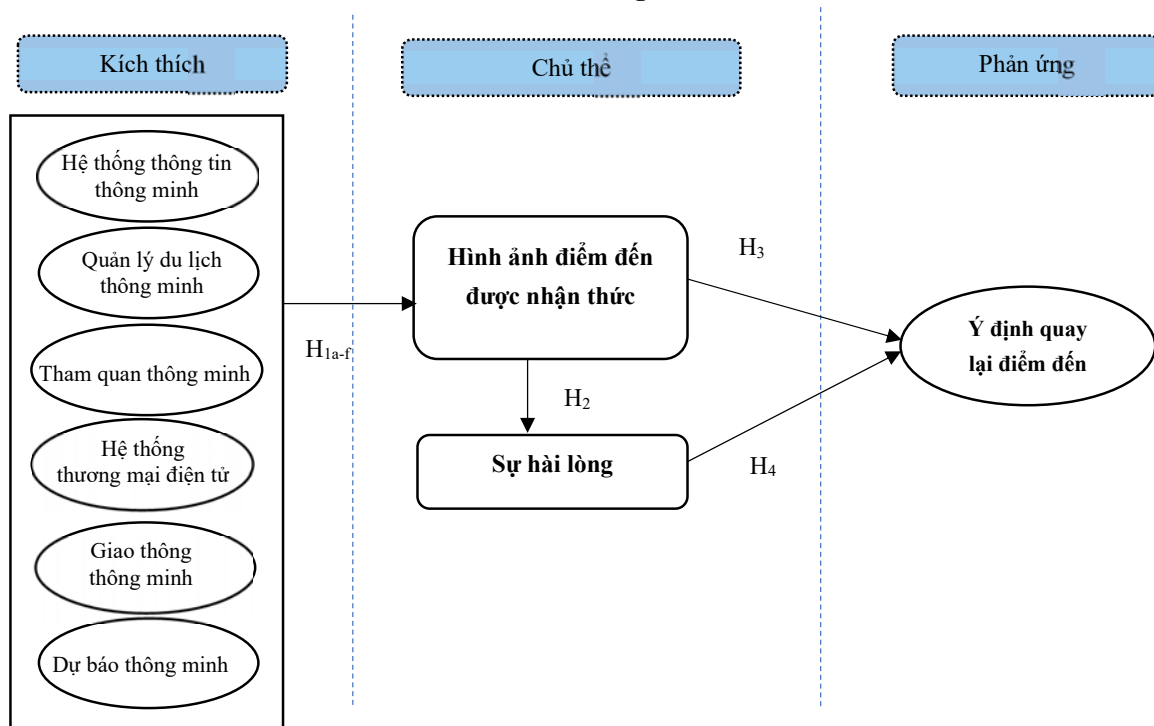 Kích thích
Chủ thể
Phản ứng
Hệ thống thông tin
thông minh
Quản lý du lịch
thông minh
Tham quan thông minh
Hệ thống
thương mại điện tử
Giao thông
thông minh
Dự báo thông minh
H1a-f
Hình ảnh điểm đến
được nhận thức
H2
Sự hài lòng
H3
H4
Ý định quay
lại điểm đến